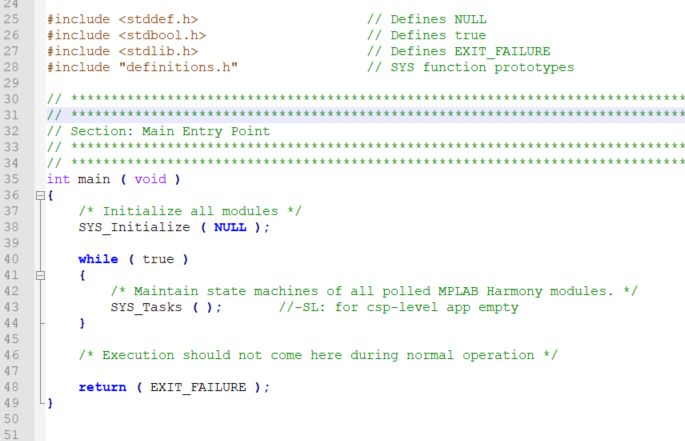 24
25 #include <stddef.h> // Defines NULL
26 #include <stdbool.h> // Defines true
27 #include <stdlib.h> // Defines EXIT_FAILURE
28 #include "definitions.h" // SYS function prototypes
29
30 // *****************************************************************************
31 // *****************************************************************************
32 // Section: Main Entry Point
33 // *****************************************************************************
34 // *****************************************************************************
35 int main ( void )
36 {
37 /* Initialize all modules */
38 SYS_Initialize ( NULL );
39
40 while ( true )
41 {
42 /* Maintain state machines of all polled MPLAB Harmony modules. */
43 SYS_Tasks ( ); //-SL: for csp-level app empty
44 }
45
46 /* Execution should not come here during normal operation */
47
48 return ( EXIT_FAILURE );
49 }
50
51